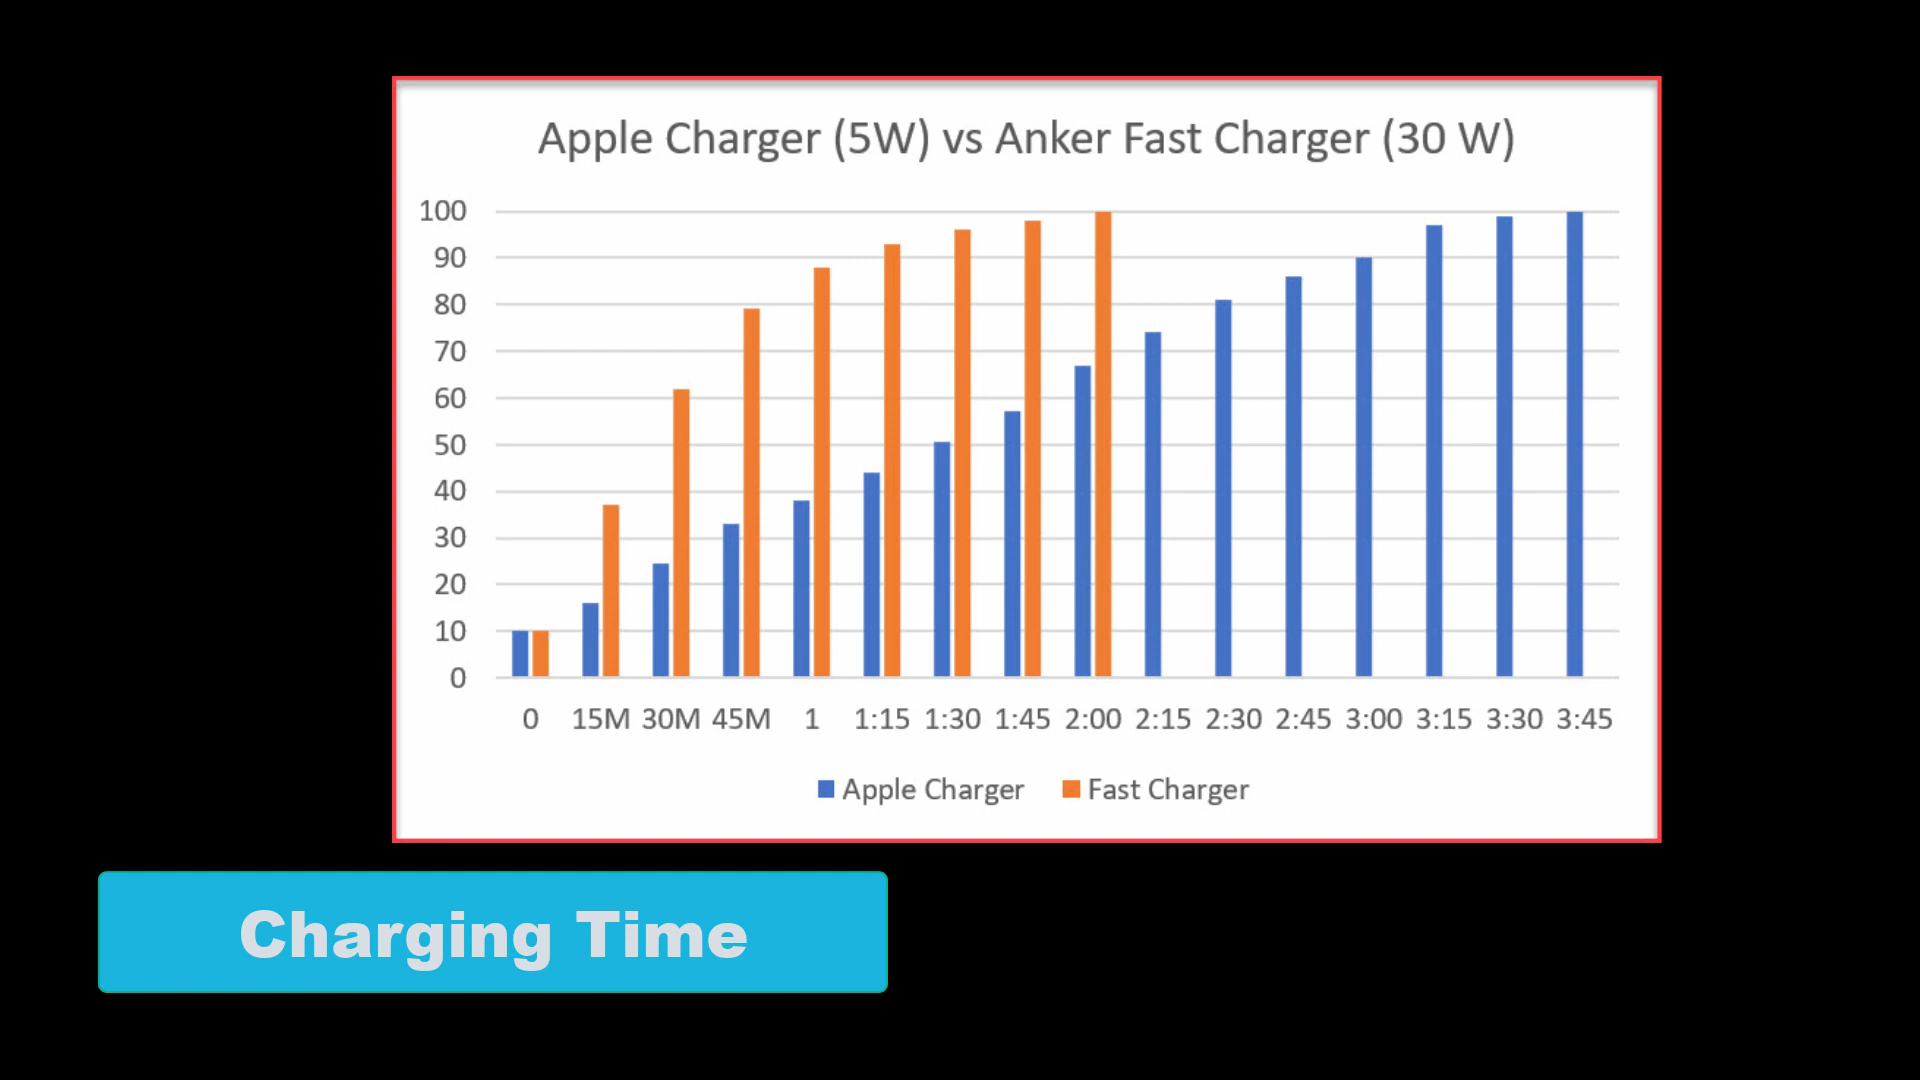 Apple Charger (5W) vs Anker Fast Charger (30 W)
100
90
80
70
60
50
40
30
20
10
0
0 15M 30M 45M 1 1:15 1:30 1:45 2:00 2:15 2:30 2:45 3:00 3:15 3:30 3:45
Apple Charger Fast Charger
Charging Time